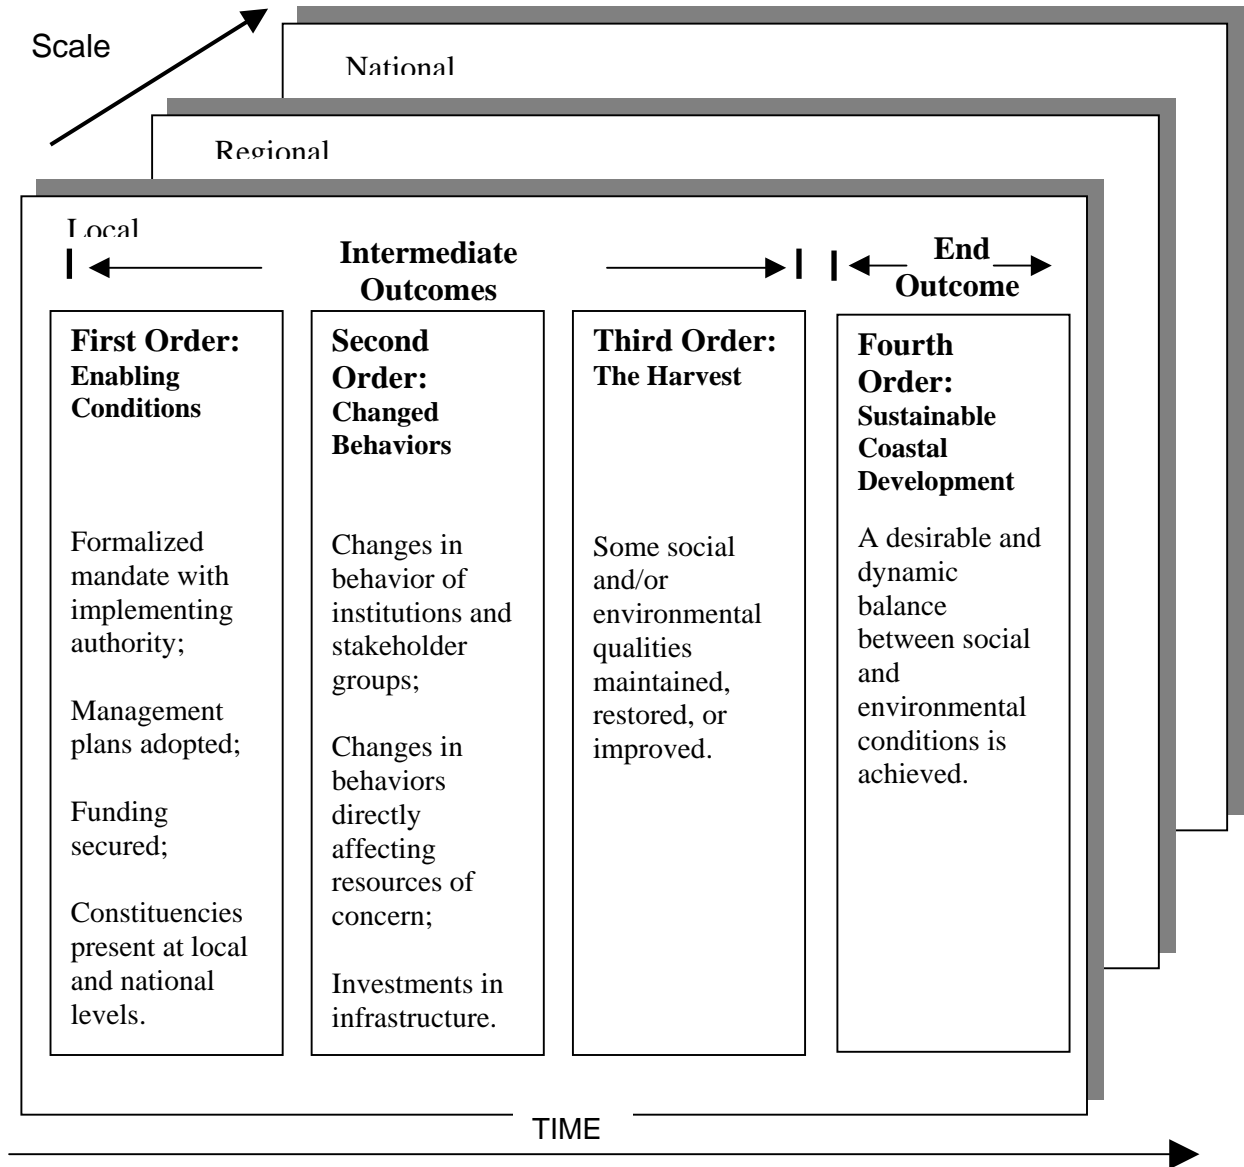 Scale
National
Regional
Local
Intermediate
Outcomes
End
Outcome
First Order:
Enabling
Conditions
Formalized
mandate with
implementing
authority;
Management
plans adopted;
Funding
secured;
Constituencies
present at local
and national
levels.
Second
Order:
Changed
Behaviors
Changes in
behavior of
institutions and
stakeholder
groups;
Changes in
behaviors
directly
affecting
resources of
concern;
Investments in
infrastructure.
Third Order:
The Harvest
Some social
and/or
environmental
qualities
maintained,
restored, or
improved.
Fourth
Order:
Sustainable
Coastal
Development
A desirable and
dynamic
balance
between social
and
environmental
conditions is
achieved.
TIME